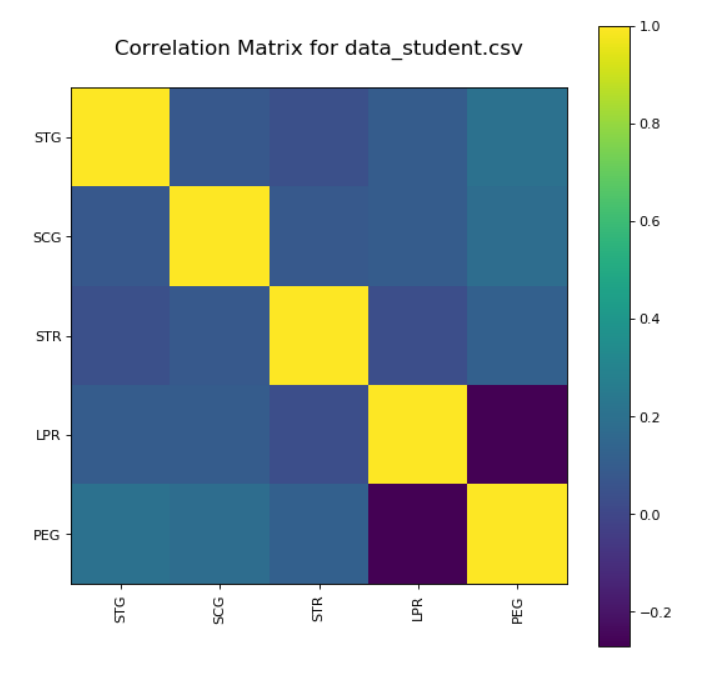 Correlation Matrix for data_student.csv
1.0
0.8
0.6
0.4
0.2
0.0
−0.2
STG
SCG
STR
LPR
PEG
STG SCG STR LPR PEG